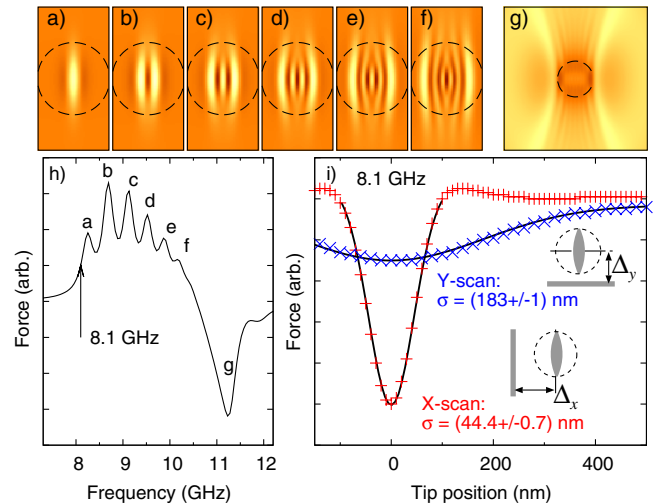 a) b) c) d) e) f) g)
h)
b
c
a
d
e
f
8.1 GHz
g
Force (arb.)
8 9 10 11 12
Frequency (GHz)
i) 8.1 GHz
Y-scan:
σ = (183+/-1) nm
Δy
X-scan:
σ = (44.4+/-0.7) nm
Δx
Force (arb.)
0 200 400
Tip position (nm)